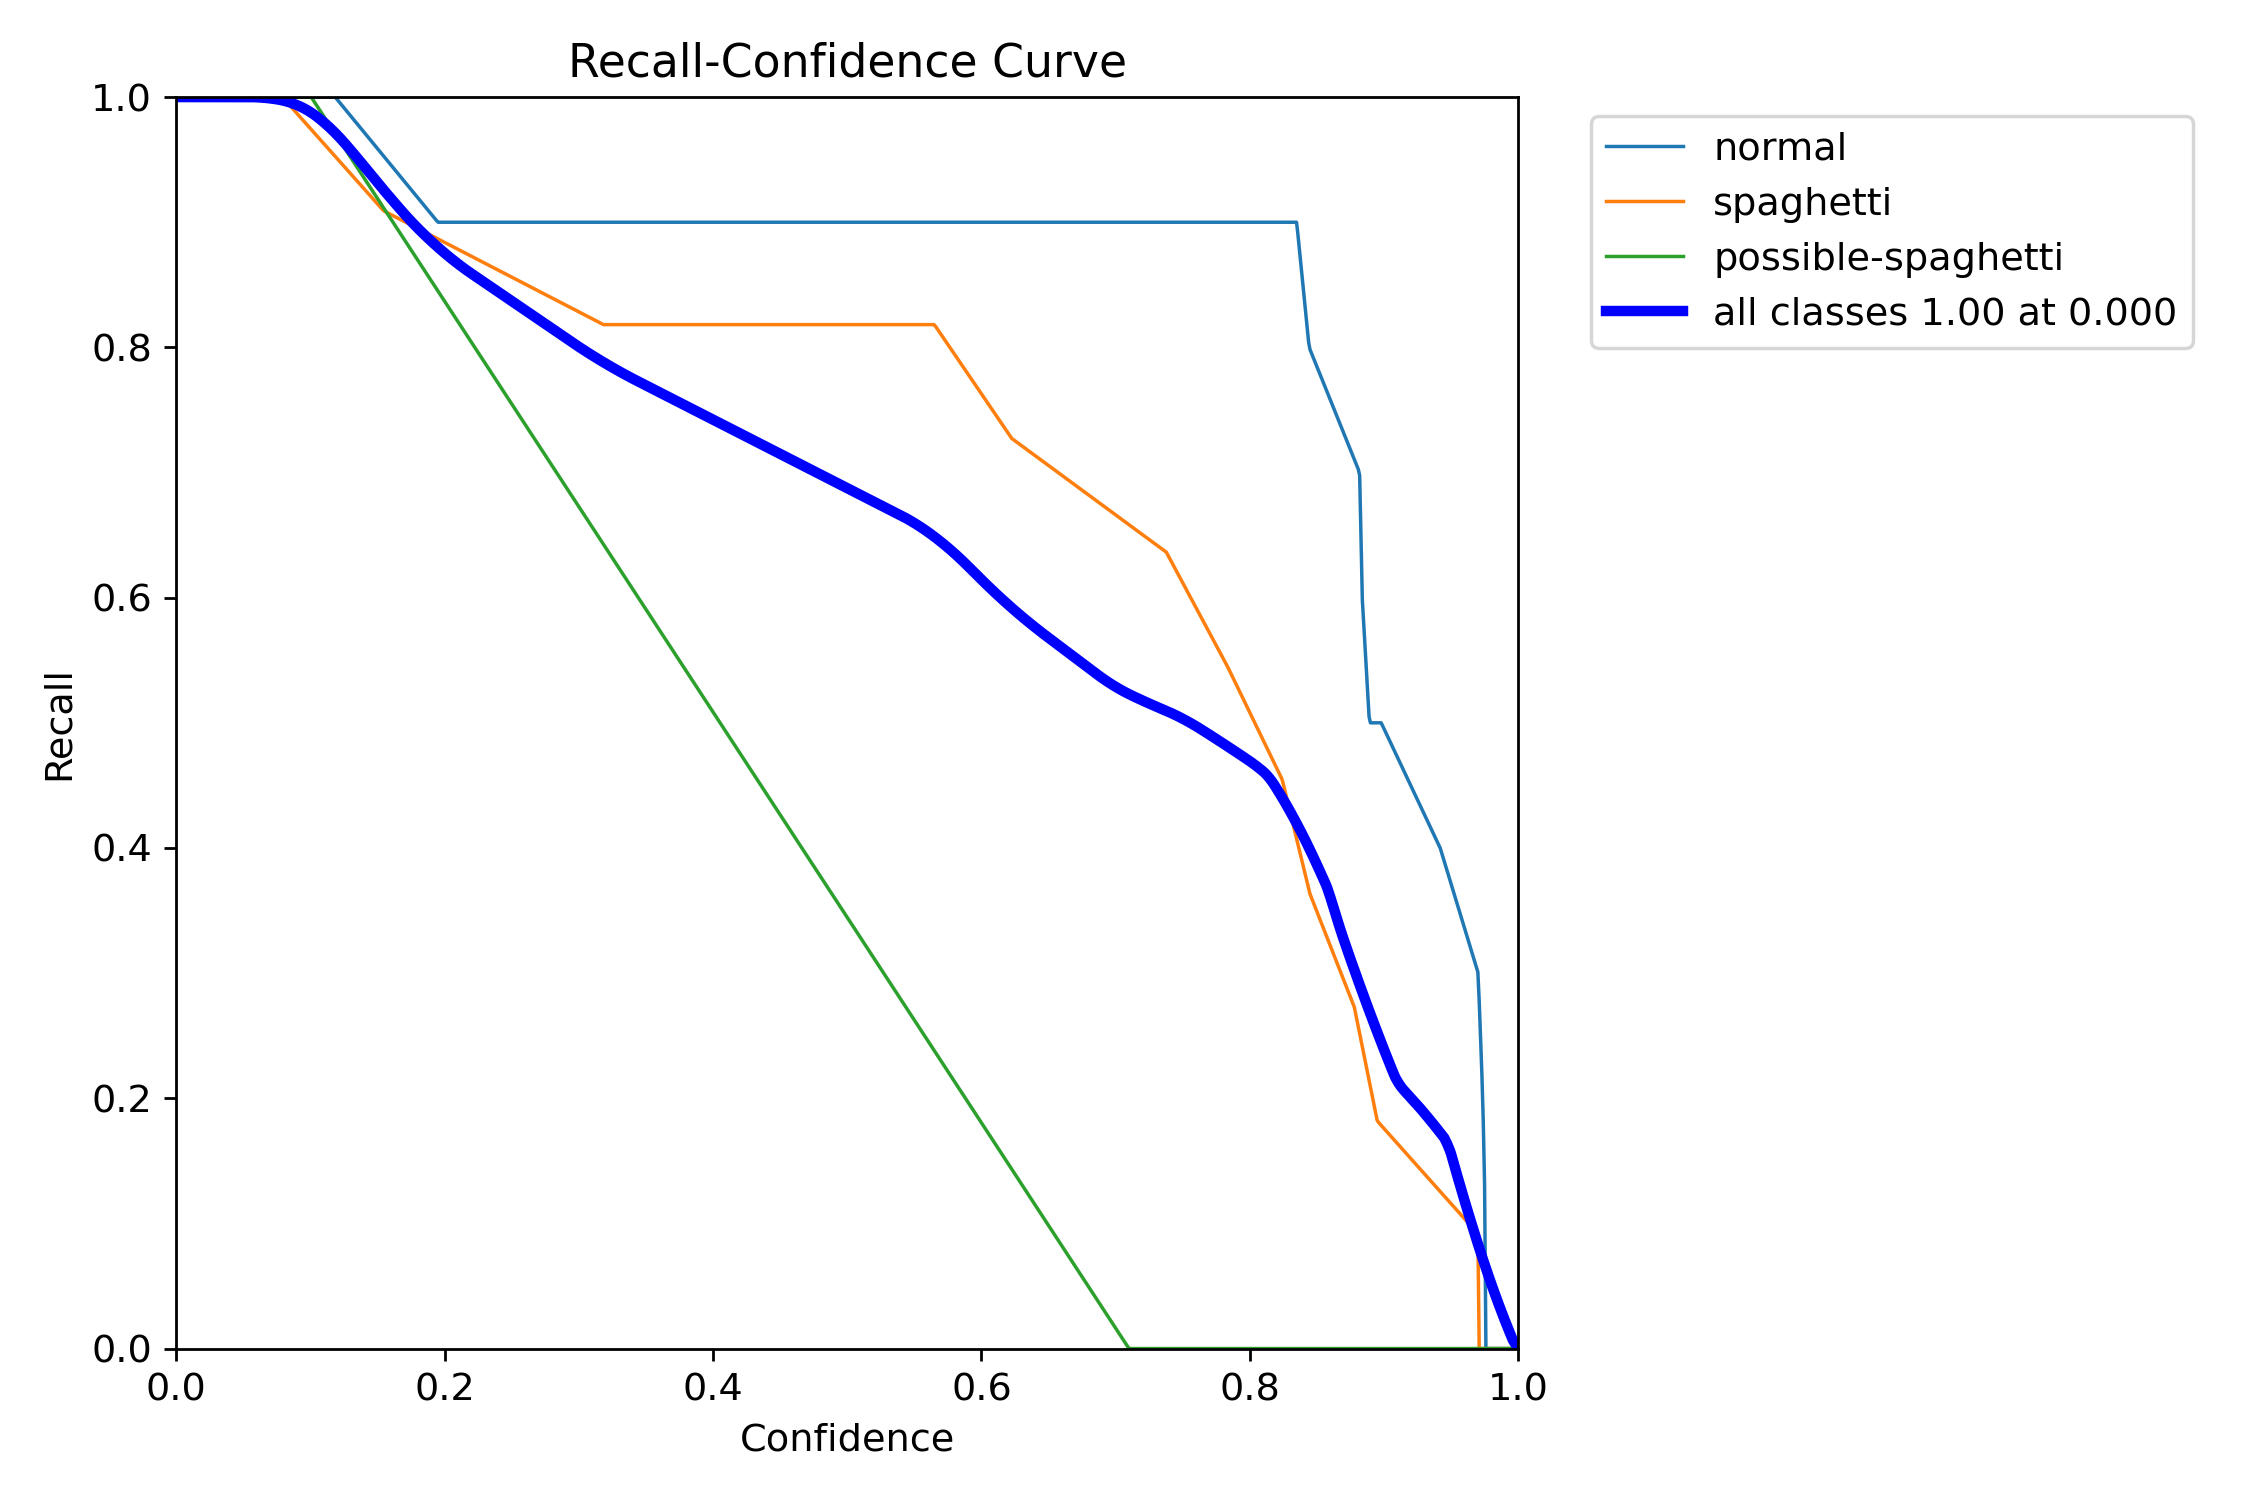 Recall-Confidence Curve
1.0
0.8
0.6
0.4
0.2
0.0
Recall
0.0 0.2 0.4 0.6 0.8 1.0
Confidence
normal
spaghetti
possible-spaghetti
all classes 1.00 at 0.000